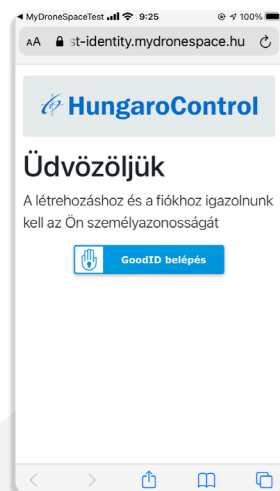 MyDroneSpaceTest 9:25 100%
AA st-identity.mydronespace.hu
HungaroControl
Üdvözöljük
A létrehozáshoz és a fiókhoz igazolnunk
kell az Ön személyazonosságát
GoodID belépés